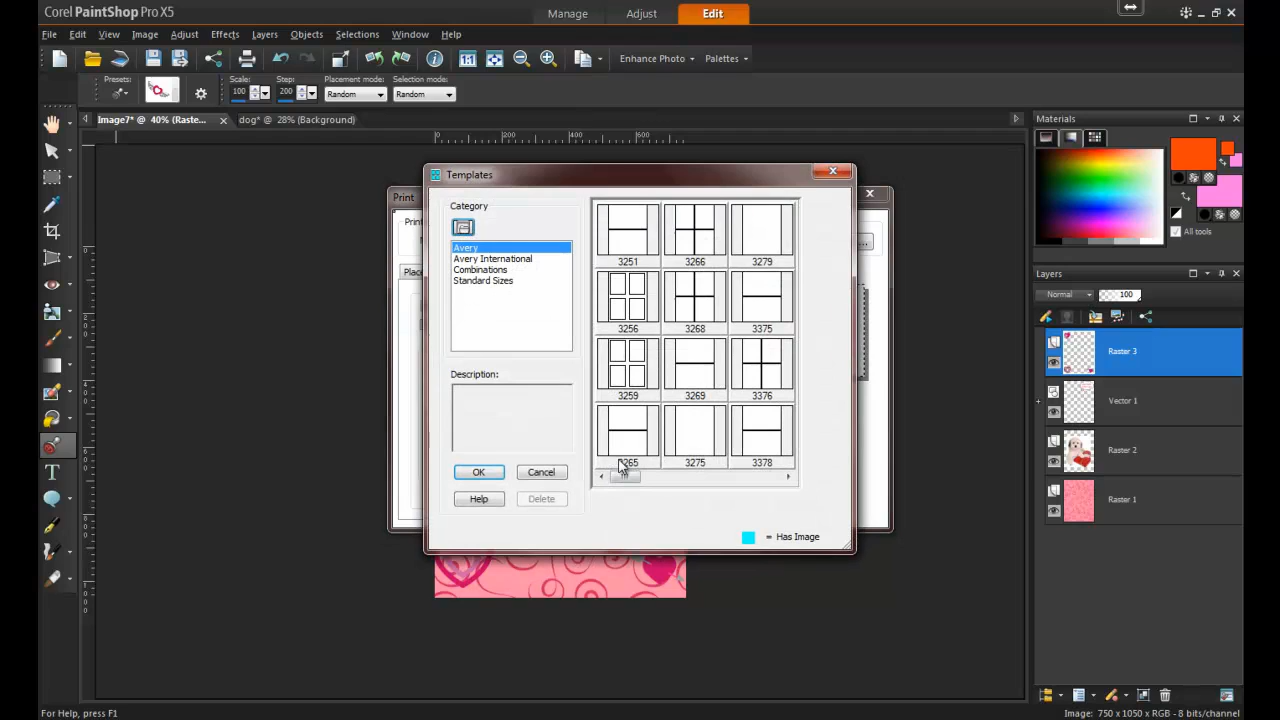 Corel PaintShop Pro X5
Manage
Adjust
Edit
File Edit View Image Adjust Effects Layers Objects Selections Window Help
Enhance Photo
Palettes
Presets:
Scale:
Step:
Placement mode:
Selection mode:
100
200
Random
Random
Image7* @ 40% (Raste...
dog* @ 28% (Background)
Materials
0
200
400
600
All tools
Templates
Print
Category
Avery
Avery International
Combinations
Standard Sizes
Description:
OK
Cancel
Help
Delete
3251
3266
3279
3256
3268
3375
3259
3269
3376
3275
3378
= Has Image
Layers
Normal
100
Raster 3
Vector 1
Raster 2
Raster 1
For Help, press F1
Image: 750 x 1050 x RGB - 8 bits/channel